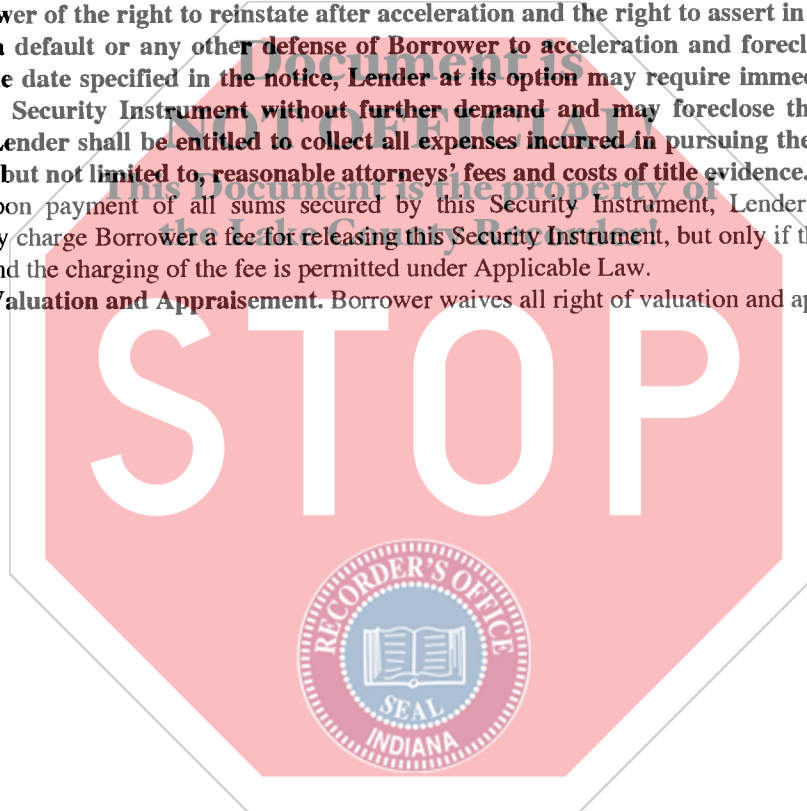 wer of the right to reinstate after acceleration and the right to assert in
a default or any other defense of Borrower to acceleration and forecl
e date specified in the notice, Lender at its option may require immed
Security Instrument without further demand and may foreclose th
Lender shall be entitled to collect all expenses incurred in pursuing the
but not limited to, reasonable attorneys' fees and costs of title evidence.
pon payment of all sums secured by this Security Instrument, Lender
y charge Borrower a fee for releasing this Security Instrument, but only if th
nd the charging of the fee is permitted under Applicable Law.
Valuation and Appraisement. Borrower waives all right of valuation and ap
Document is
NOT OFFICIAL!
This Document is the property of
the Lake County Recorder!
STOP
RECORDER'S OFFICE
SEAL
INDIANA